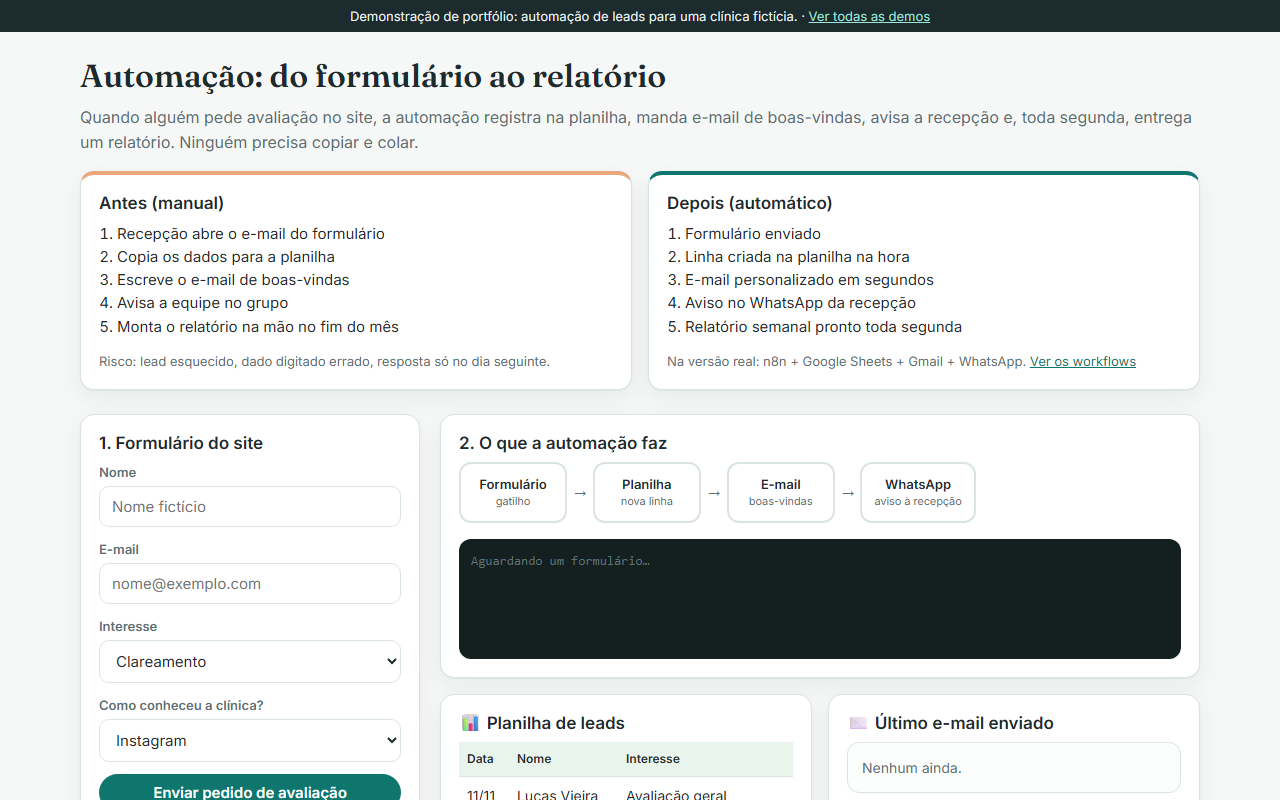 Demonstração de portfólio: automação de leads para uma clínica fictícia. · Ver todas as demos
Automação: do formulário ao relatório
Quando alguém pede avaliação no site, a automação registra na planilha, manda e-mail de boas-vindas, avisa a recepção e, toda segunda, entrega
um relatório. Ninguém precisa copiar e colar.
Antes (manual)
1. Recepção abre o e-mail do formulário
2. Copia os dados para a planilha
3. Escreve o e-mail de boas-vindas
4. Avisa a equipe no grupo
5. Monta o relatório na mão no fim do mês
Risco: lead esquecido, dado digitado errado, resposta só no dia seguinte.
Depois (automático)
1. Formulário enviado
2. Linha criada na planilha na hora
3. E-mail personalizado em segundos
4. Aviso no WhatsApp da recepção
5. Relatório semanal pronto toda segunda
Na versão real: n8n + Google Sheets + Gmail + WhatsApp. Ver os workflows
1. Formulário do site
Nome
Nome fictício
E-mail
nome@exemplo.com
Interesse
Clareamento
Como conheceu a clínica?
Instagram
Enviar pedido de avaliação
2. O que a automação faz
Formulário → Planilha → E-mail → WhatsApp
gatilho nova linha boas-vindas aviso à recepção
Aguardando um formulário…
Planilha de leads
Data Nome Interesse
11/11 Lucas Vieira Avaliação geral
Último e-mail enviado
Nenhum ainda.